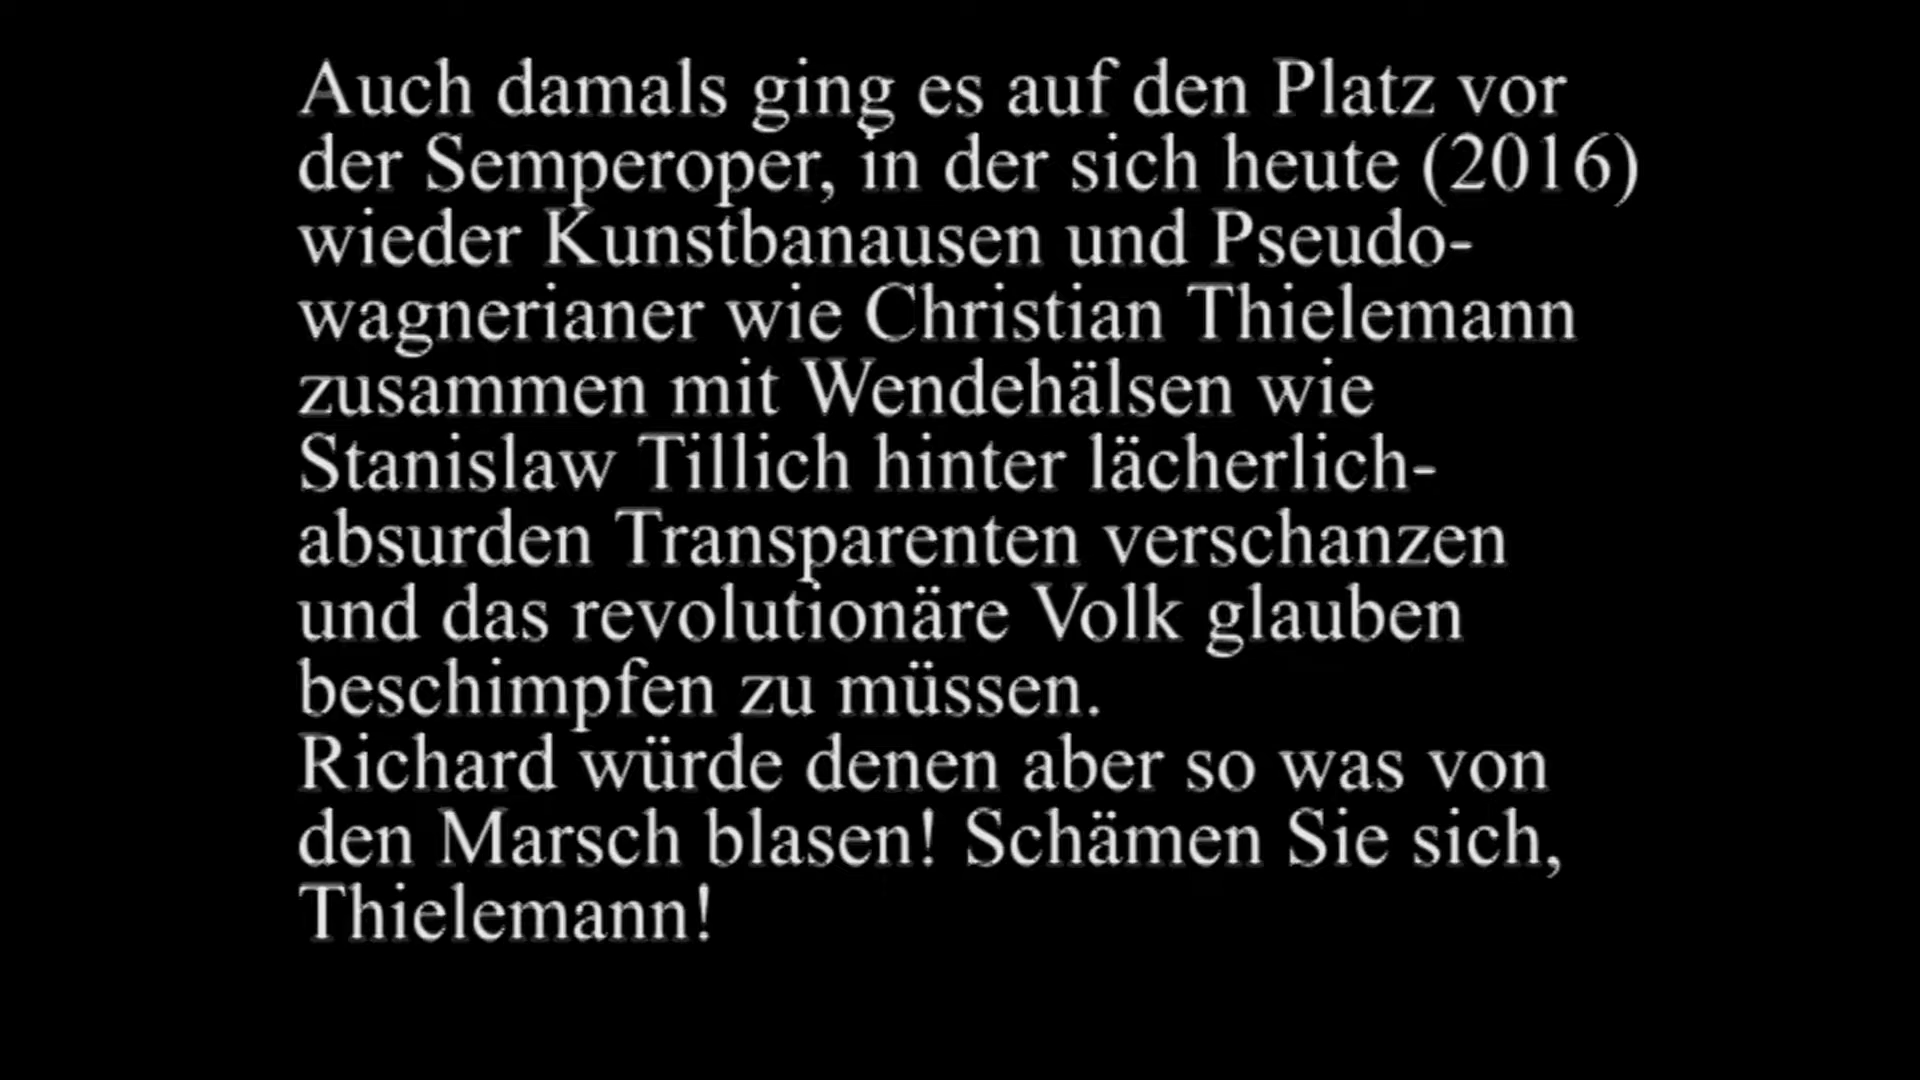 Auch damals ging es auf den Platz vor
der Semperoper, in der sich heute (2016)
wieder Kunstbanausen und Pseudo-
wagnerianer wie Christian Thielemann
zusammen mit Wendehälsen wie
Stanislaw Tillich hinter lächerlich-
absurden Transparenten verschanzen
und das revolutionäre Volk glauben
beschimpfen zu müssen.
Richard würde denen aber so was von
den Marsch blasen! Schämen Sie sich,
Thielemann!